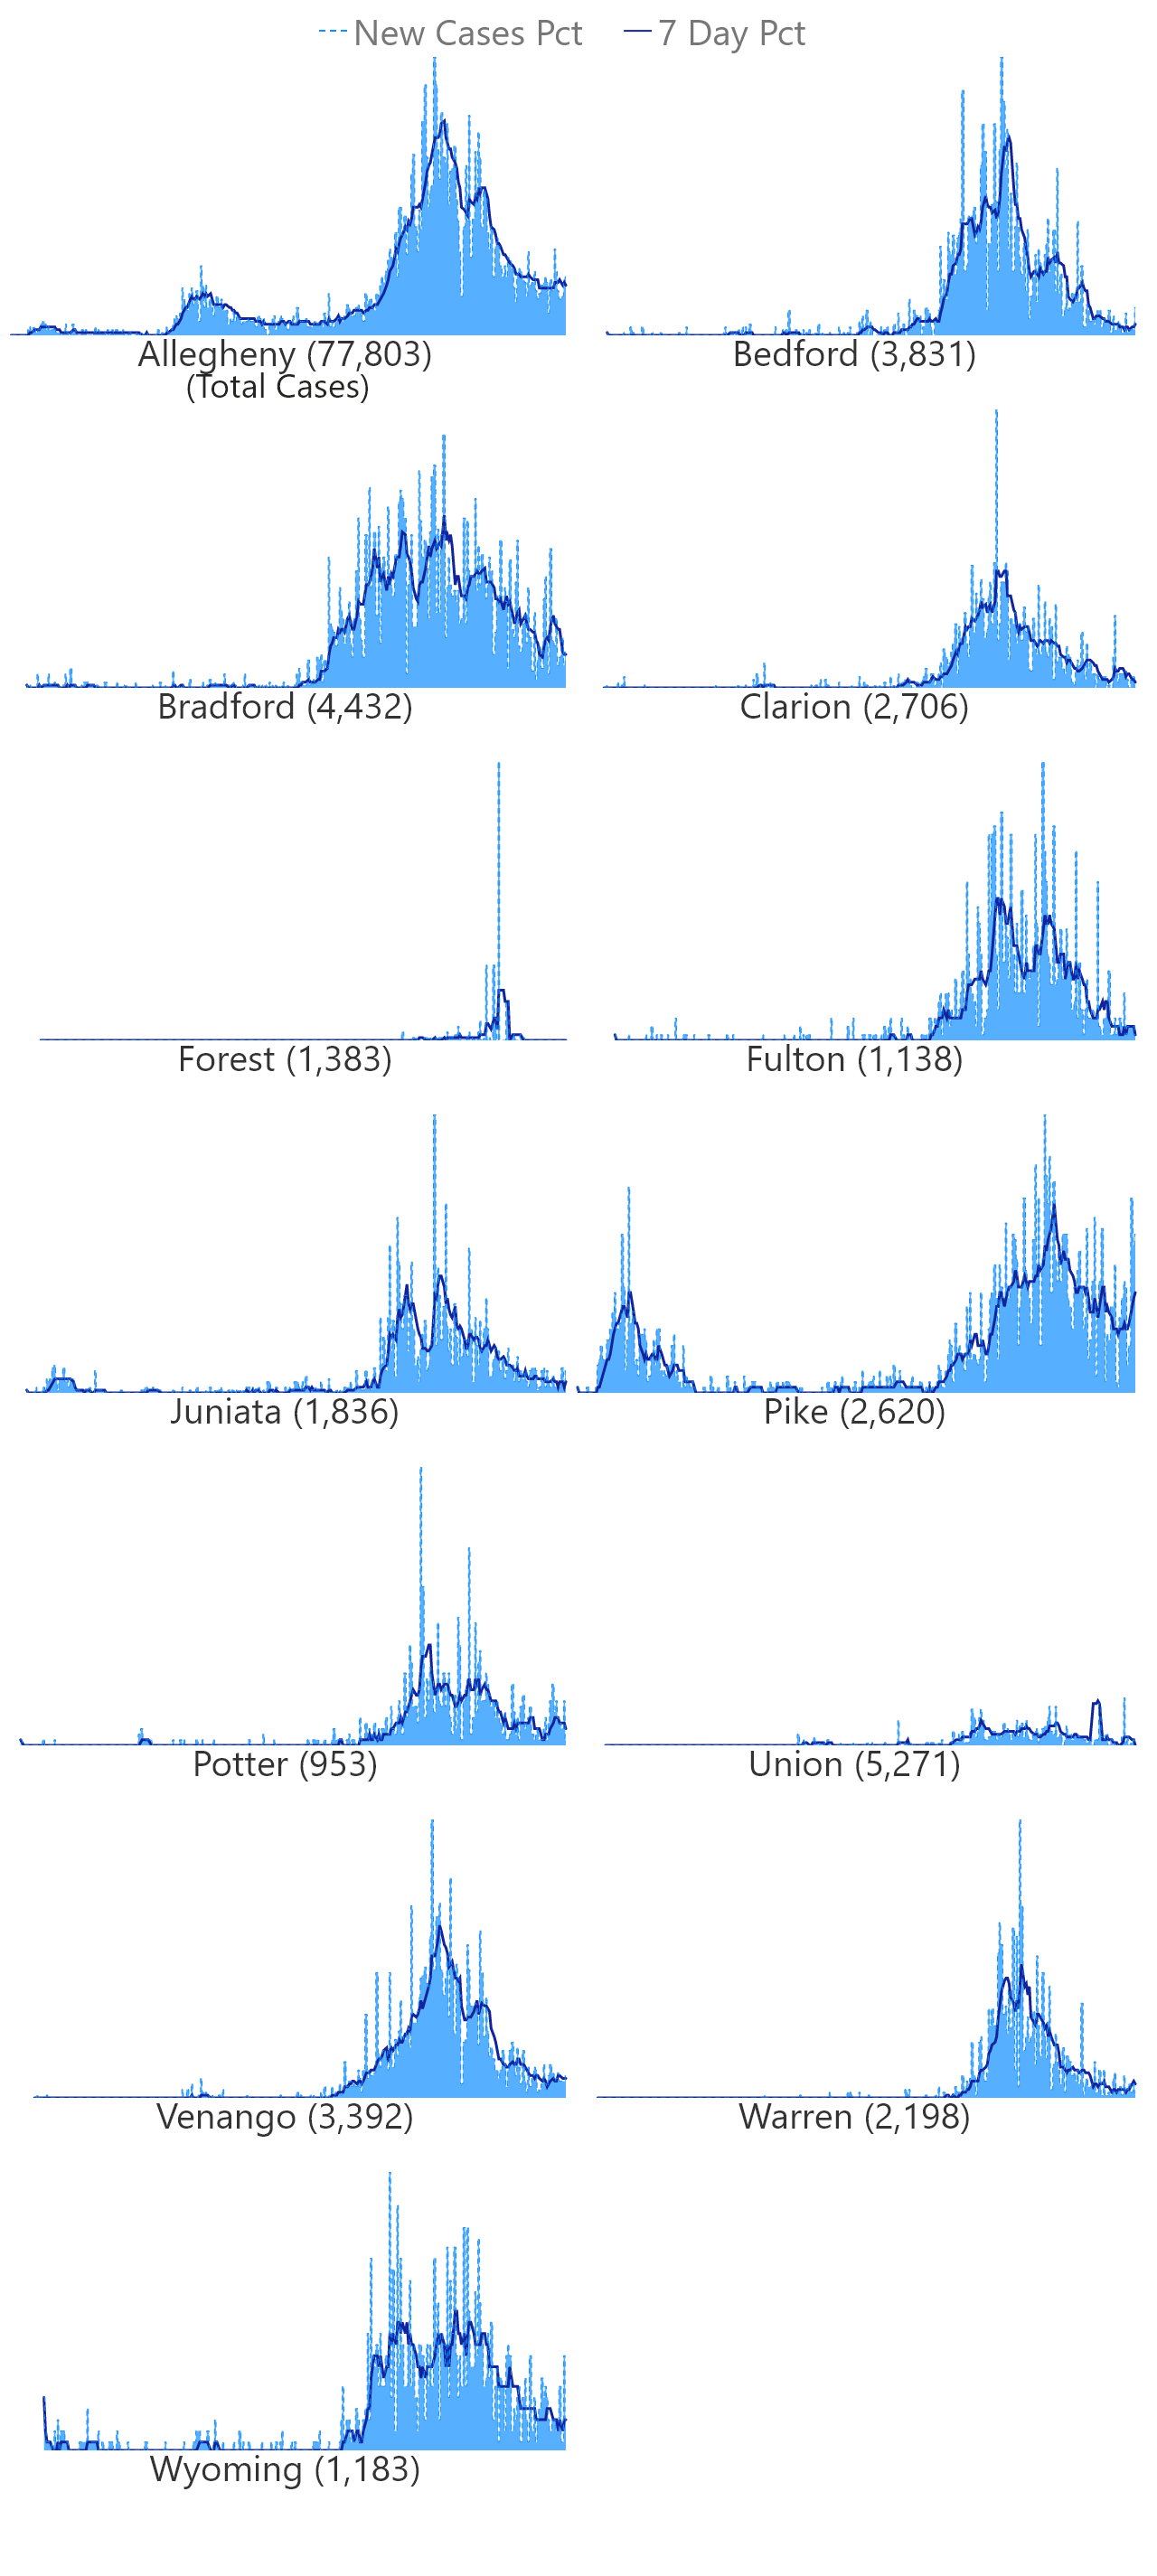 New Cases Pct 7 Day Pct
Allegheny (77,803)
(Total Cases)
Bedford (3,831)
Bradford (4,432)
Clarion (2,706)
Forest (1,383)
Fulton (1,138)
Juniata (1,836)
Pike (2,620)
Potter (953)
Union (5,271)
Venango (3,392)
Warren (2,198)
Wyoming (1,183)